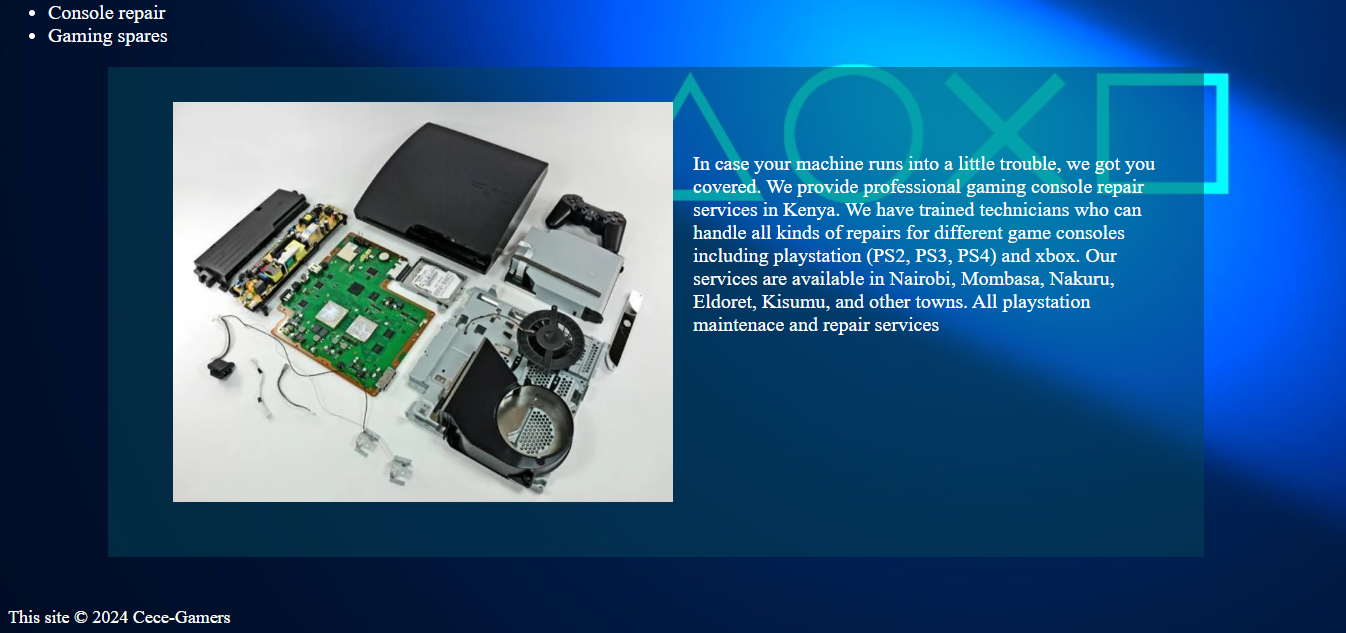 Console repair
Gaming spares
In case your machine runs into a little trouble, we got you
covered. We provide professional gaming console repair
services in Kenya. We have trained technicians who can
handle all kinds of repairs for different game consoles
including playstation (PS2, PS3, PS4) and xbox. Our
services are available in Nairobi, Mombasa, Nakuru,
Eldoret, Kisumu, and other towns. All playstation
maintenace and repair services
This site © 2024 Cece-Gamers